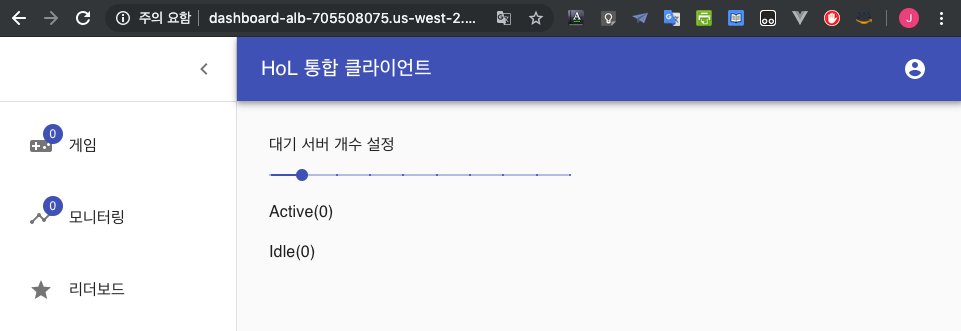 주의 요함 dashboard-alb-705508075.us-west-2....
J
HoL 통합 클라이언트
0
게임
0
모니터링
리더보드
대기 서버 개수 설정
Active(0)
Idle(0)